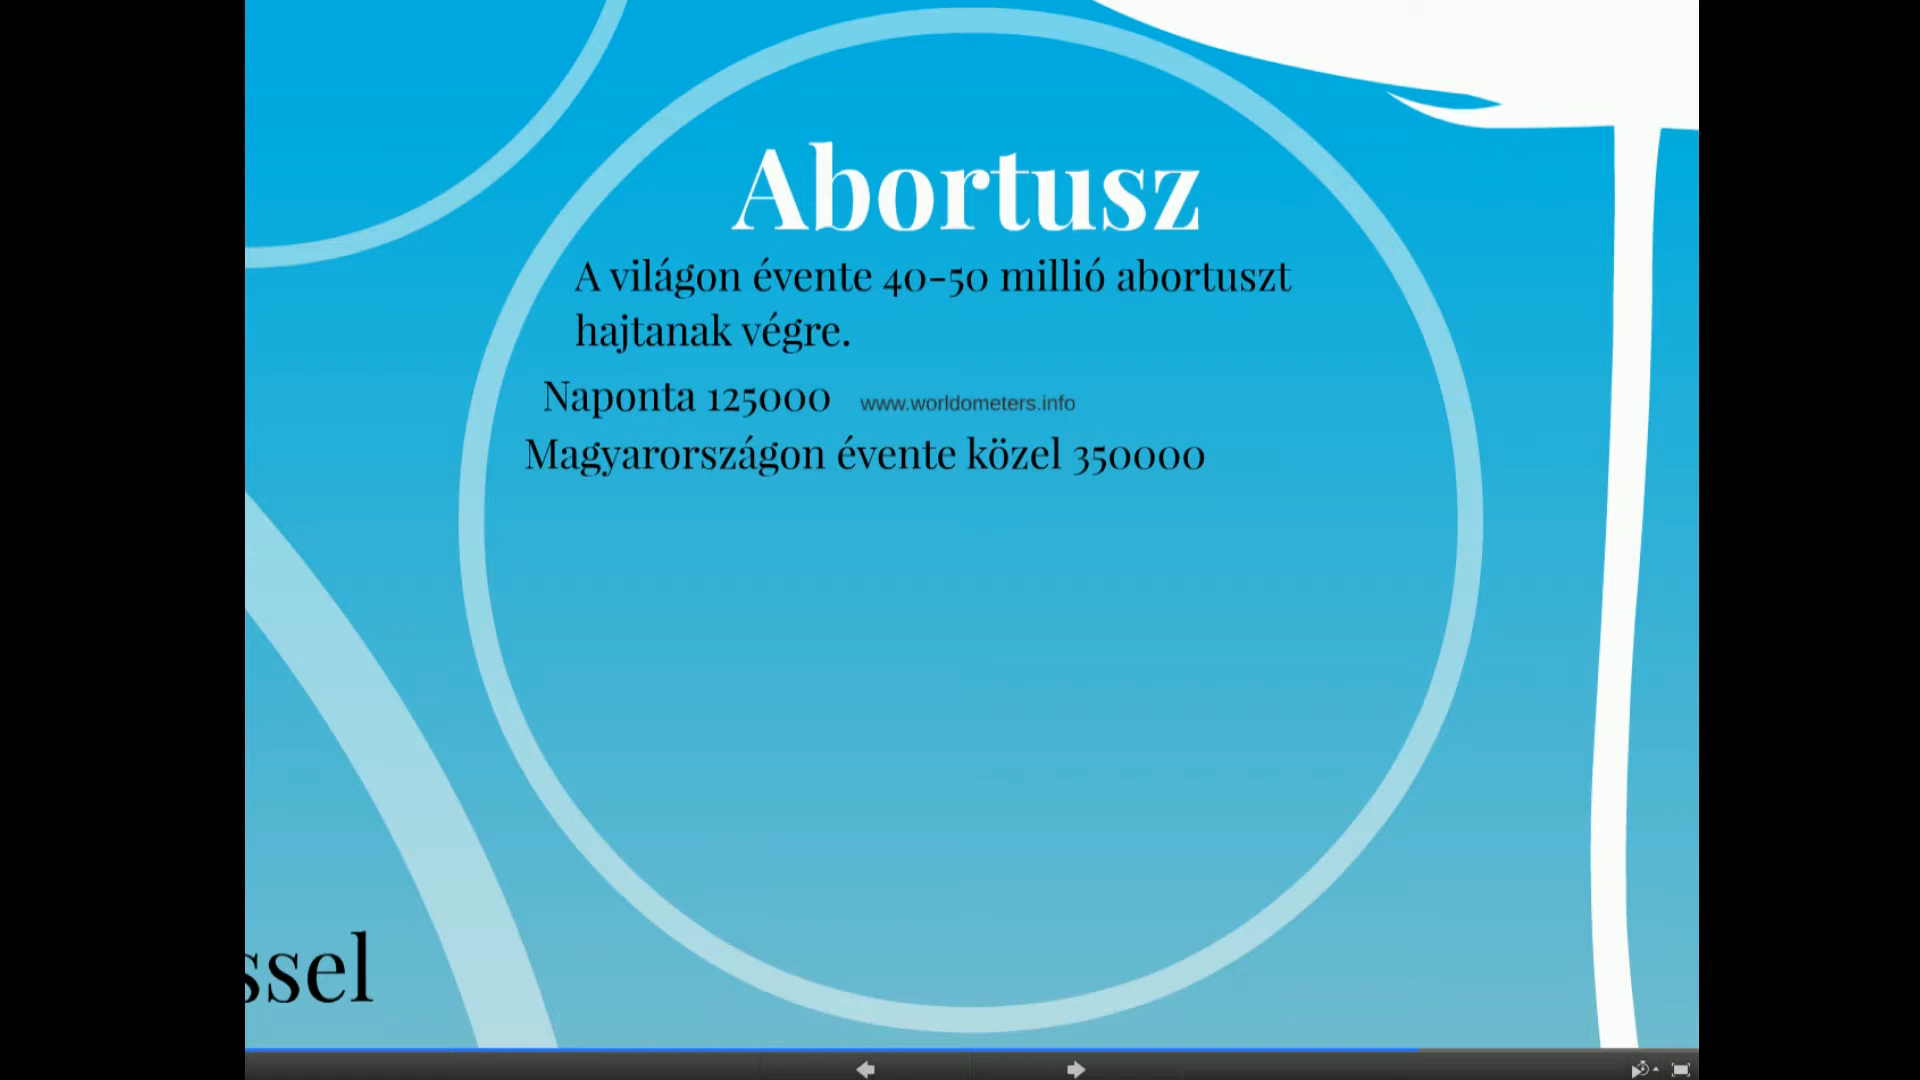 Abortusz
A világon évente 40-50 millió abortuszt
hajtanak végre.
Naponta 125000 www.worldometers.info
Magyarországon évente közel 350000
ssel